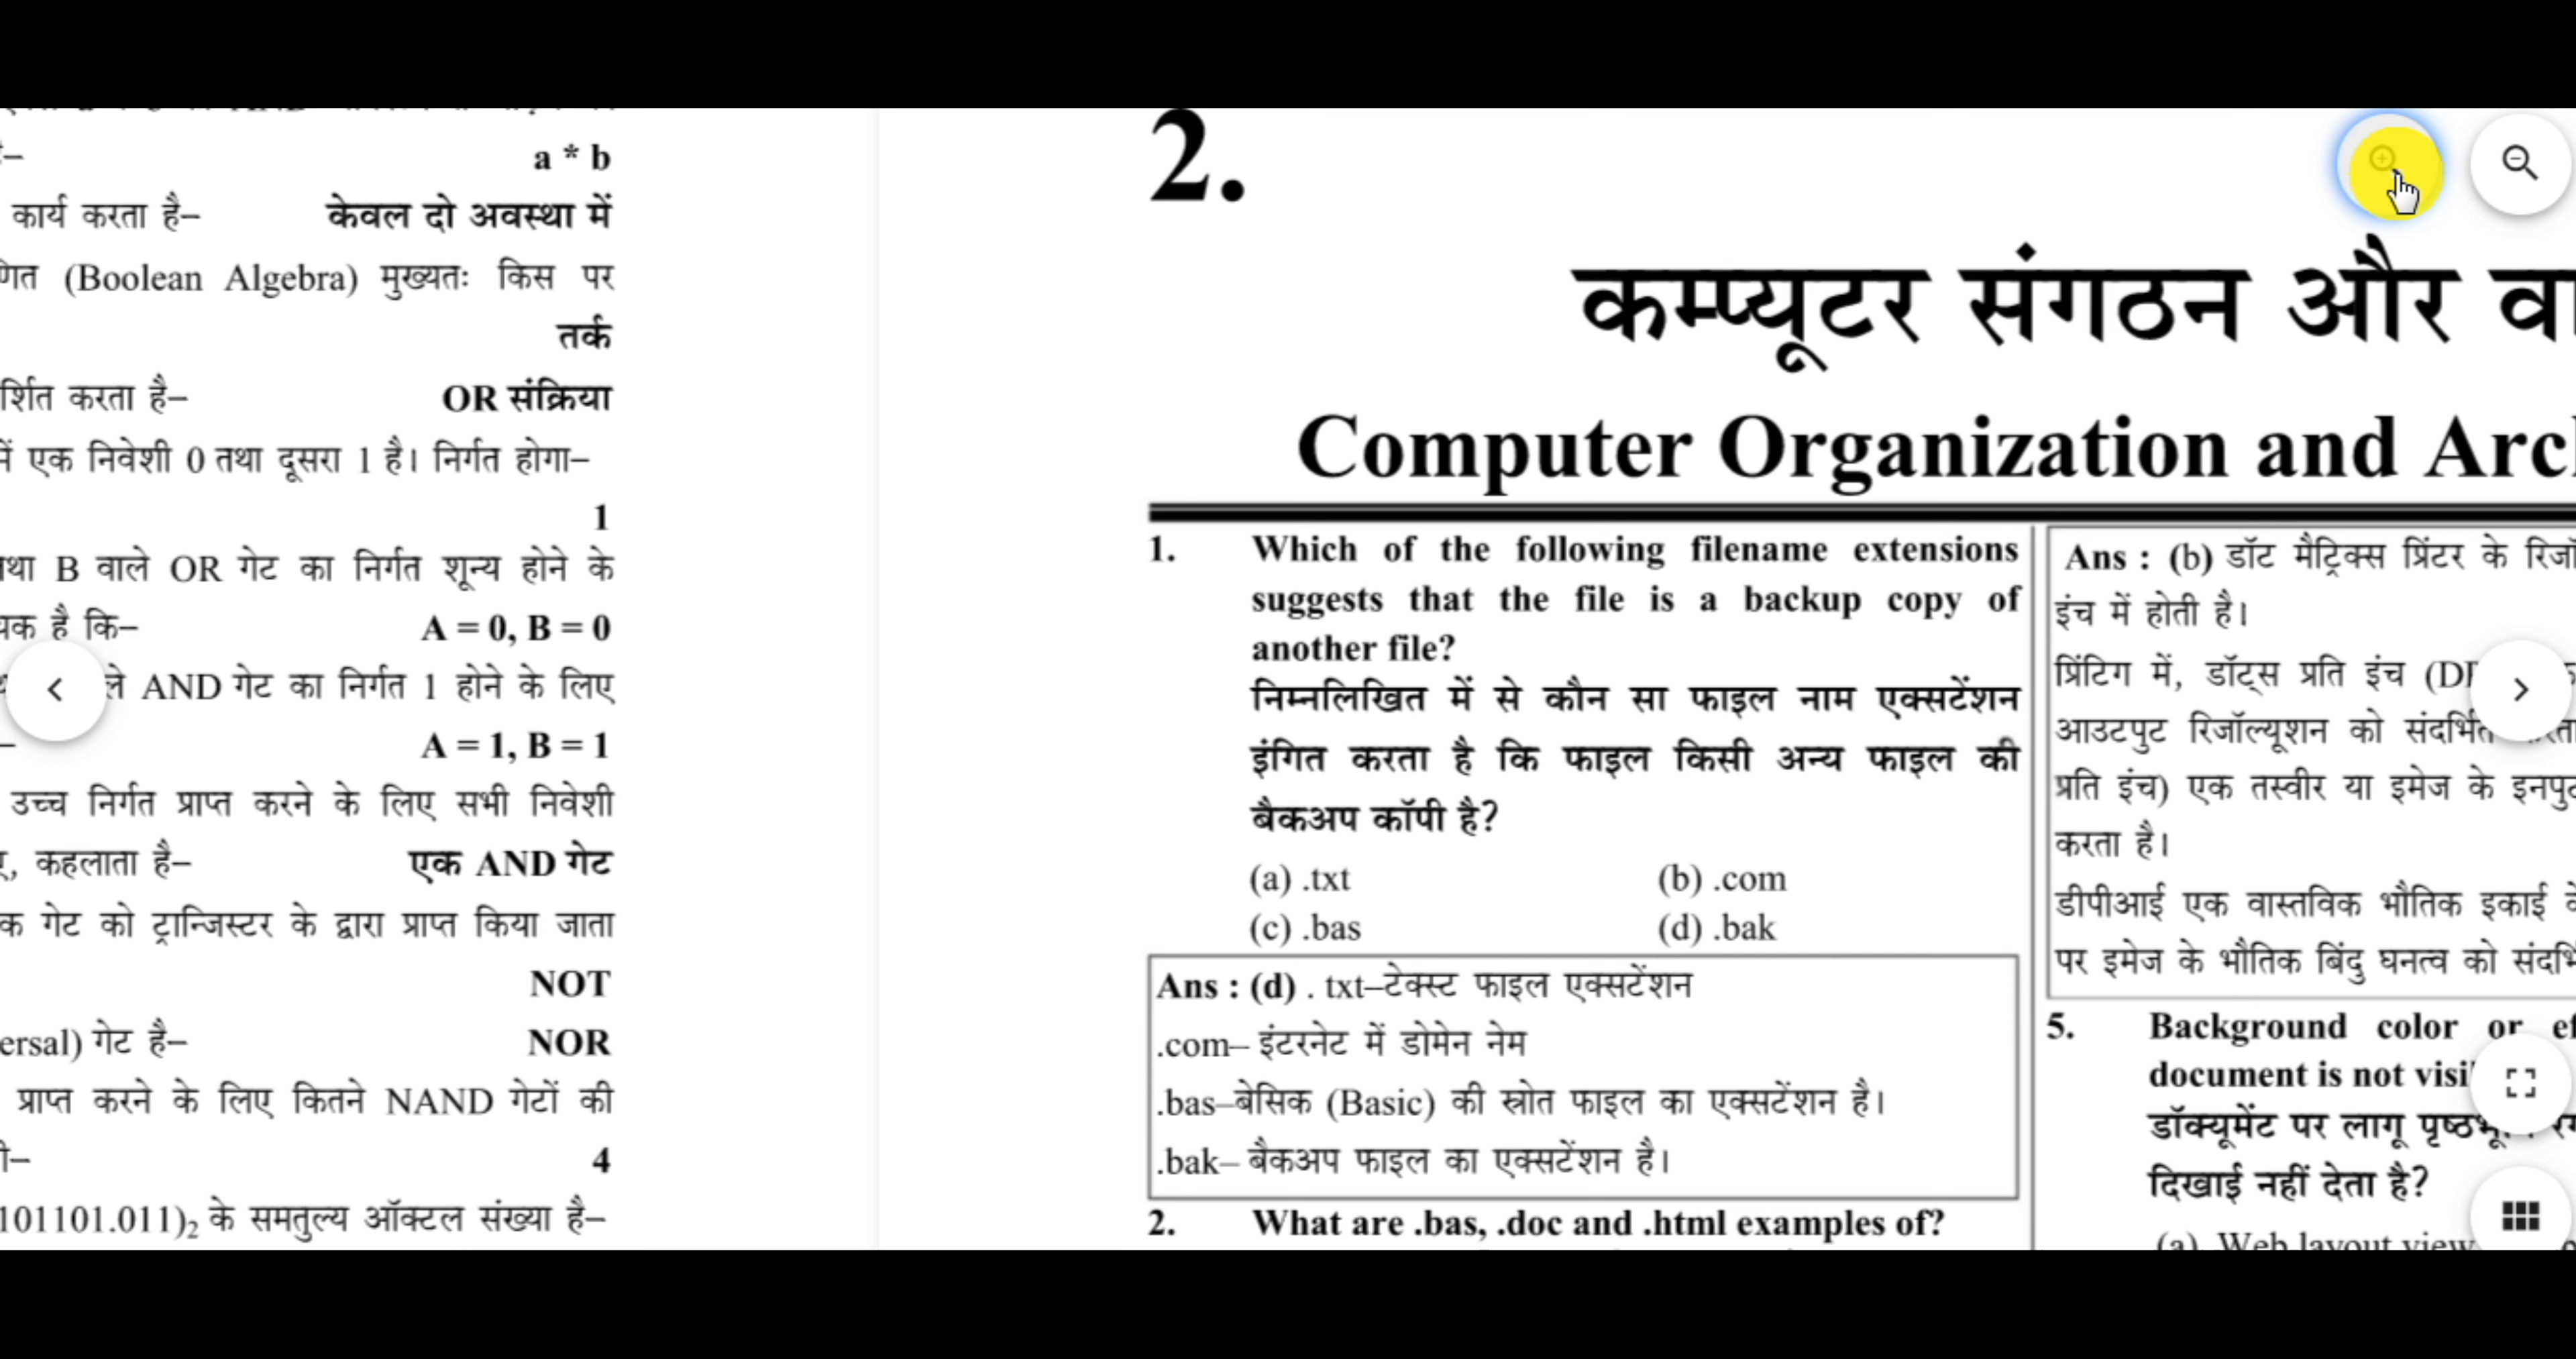 a * b
कार्य करता है– केवल दो अवस्था में
(Boolean Algebra) मुख्यतः किस पर
तर्क
करता है– OR संक्रिया
एक निवेशी 0 तथा दूसरा 1 है। निर्गत होगा–
1
B वाले OR गेट का निर्गत शून्य होने के
है कि– A = 0, B = 0
AND गेट का निर्गत 1 होने के लिए
A = 1, B = 1
उच्च निर्गत प्राप्त करने के लिए सभी निवेशी
कहलाता है– एक AND गेट
गेट को ट्रान्जिस्टर के द्वारा प्राप्त किया जाता
NOT
गेट है– NOR
प्राप्त करने के लिए कितने NAND गेटों की
4
101101.011)₂ के समतुल्य ऑक्टल संख्या है–
2.
कम्प्यूटर संगठन और
Computer Organization and
1. Which of the following filename extensions
suggests that the file is a backup copy of
another file?
निम्नलिखित में से कौन सा फाइल नाम एक्सटेंशन
इंगित करता है कि फाइल किसी अन्य फाइल की
बैकअप कॉपी है?
(a) .txt (b) .com
(c) .bas (d) .bak
Ans : (d) . txt–टेक्स्ट फाइल एक्सटेंशन
.com– इंटरनेट में डोमेन नेम
.bas–बेसिक (Basic) की स्रोत फाइल का एक्सटेंशन है।
.bak– बैकअप फाइल का एक्सटेंशन है।
2. What are .bas, .doc and .html examples of?
Ans : (b) डॉट मैट्रिक्स प्रिंटर के
इंच में होती है।
प्रिंटिग में, डॉट्स प्रति इंच
आउटपुट रिजॉल्यूशन को
प्रति इंच) एक तस्वीर या इमेज के
करता है।
डीपीआई एक वास्तविक भौतिक इकाई
पर इमेज के भौतिक बिंदु घनत्व को
5. Background color or
document is not
डॉक्यूमेंट पर लागू
दिखाई नहीं देता है?
(a) Web layout view